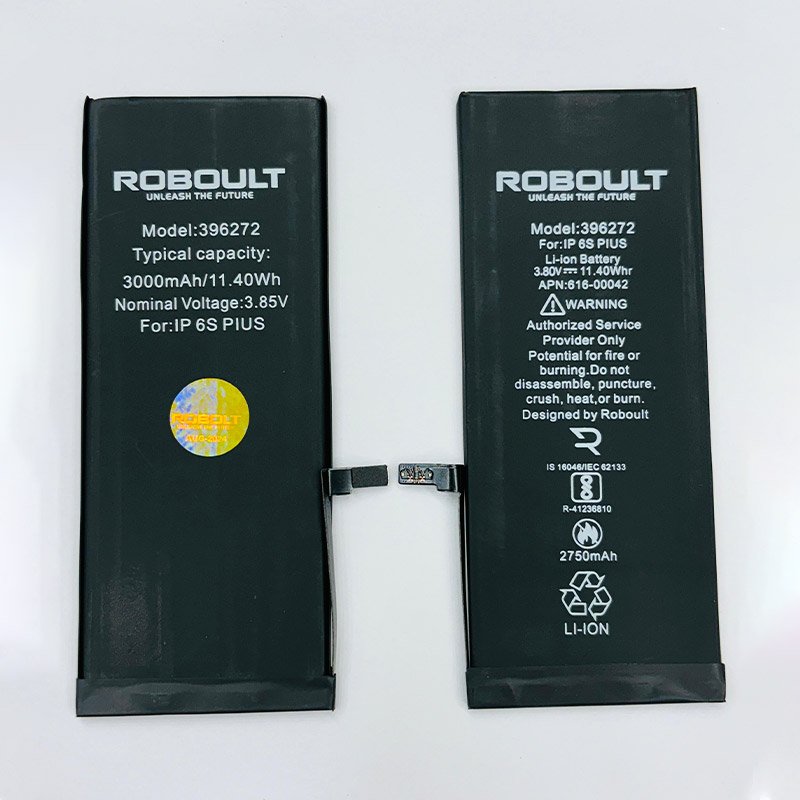 ROBOULT
UNLEASH THE FUTURE
Model:396272
Typical capacity:
3000mAh/11.40Wh
Nominal Voltage:3.85V
For:IP 6S PIUS
ROBOULT
ROBOULT
UNLEASH THE FUTURE
Model:396272
For:IP 6S PIUS
Li-ion Battery
3.80V⎓11.40Whr
APN:616-00042
WARNING
Authorized Service
Provider Only
Potential for fire or
burning.Do not
disassemble, puncture,
crush, heat,or burn.
Designed by Roboult
IS 16046/IEC 62133
R-41236810
2750mAh
LI-ION